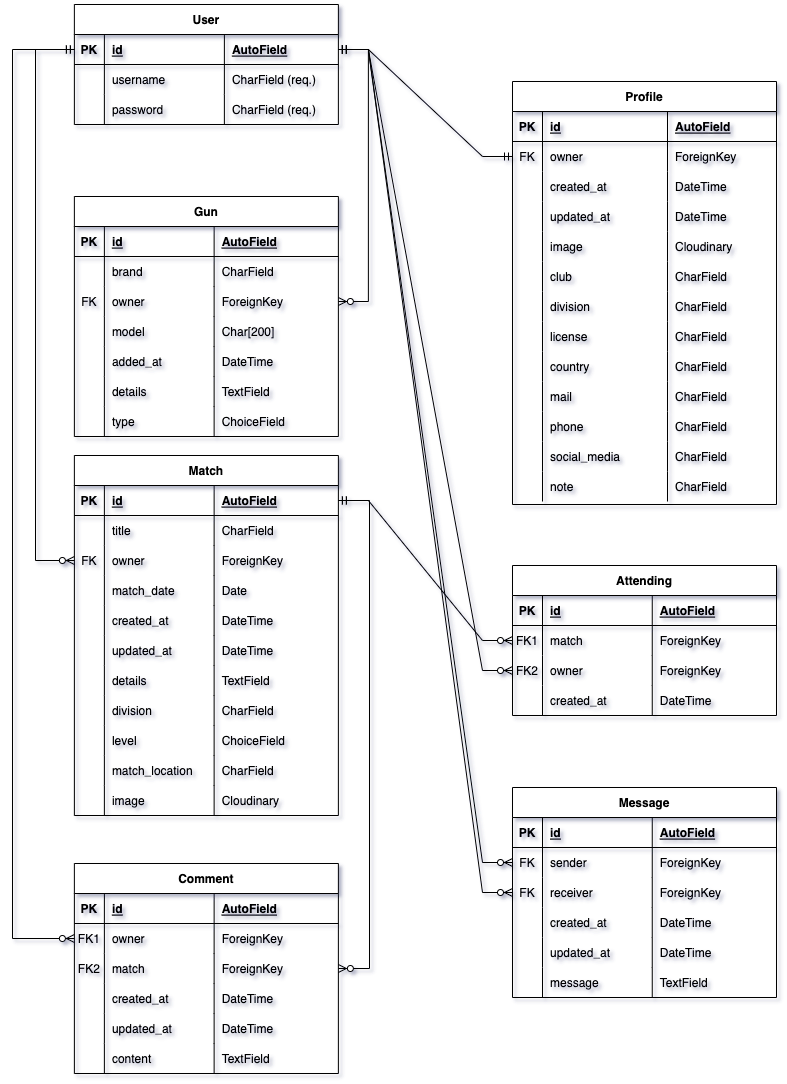 User
PK id AutoField
username CharField (req.)
password CharField (req.)
Gun
PK id AutoField
brand CharField
FK owner ForeignKey
model Char[200]
added_at DateTime
details TextField
type ChoiceField
Match
PK id AutoField
title CharField
FK owner ForeignKey
match_date Date
created_at DateTime
updated_at DateTime
details TextField
division CharField
level ChoiceField
match_location CharField
image Cloudinary
Comment
PK id AutoField
FK1 owner ForeignKey
FK2 match ForeignKey
created_at DateTime
updated_at DateTime
content TextField
Profile
PK id AutoField
FK owner ForeignKey
created_at DateTime
updated_at DateTime
image Cloudinary
club CharField
division CharField
license CharField
country CharField
mail CharField
phone CharField
social_media CharField
note CharField
Attending
PK id AutoField
FK1 match ForeignKey
FK2 owner ForeignKey
created_at DateTime
Message
PK id AutoField
FK sender ForeignKey
FK receiver ForeignKey
created_at DateTime
updated_at DateTime
message TextField